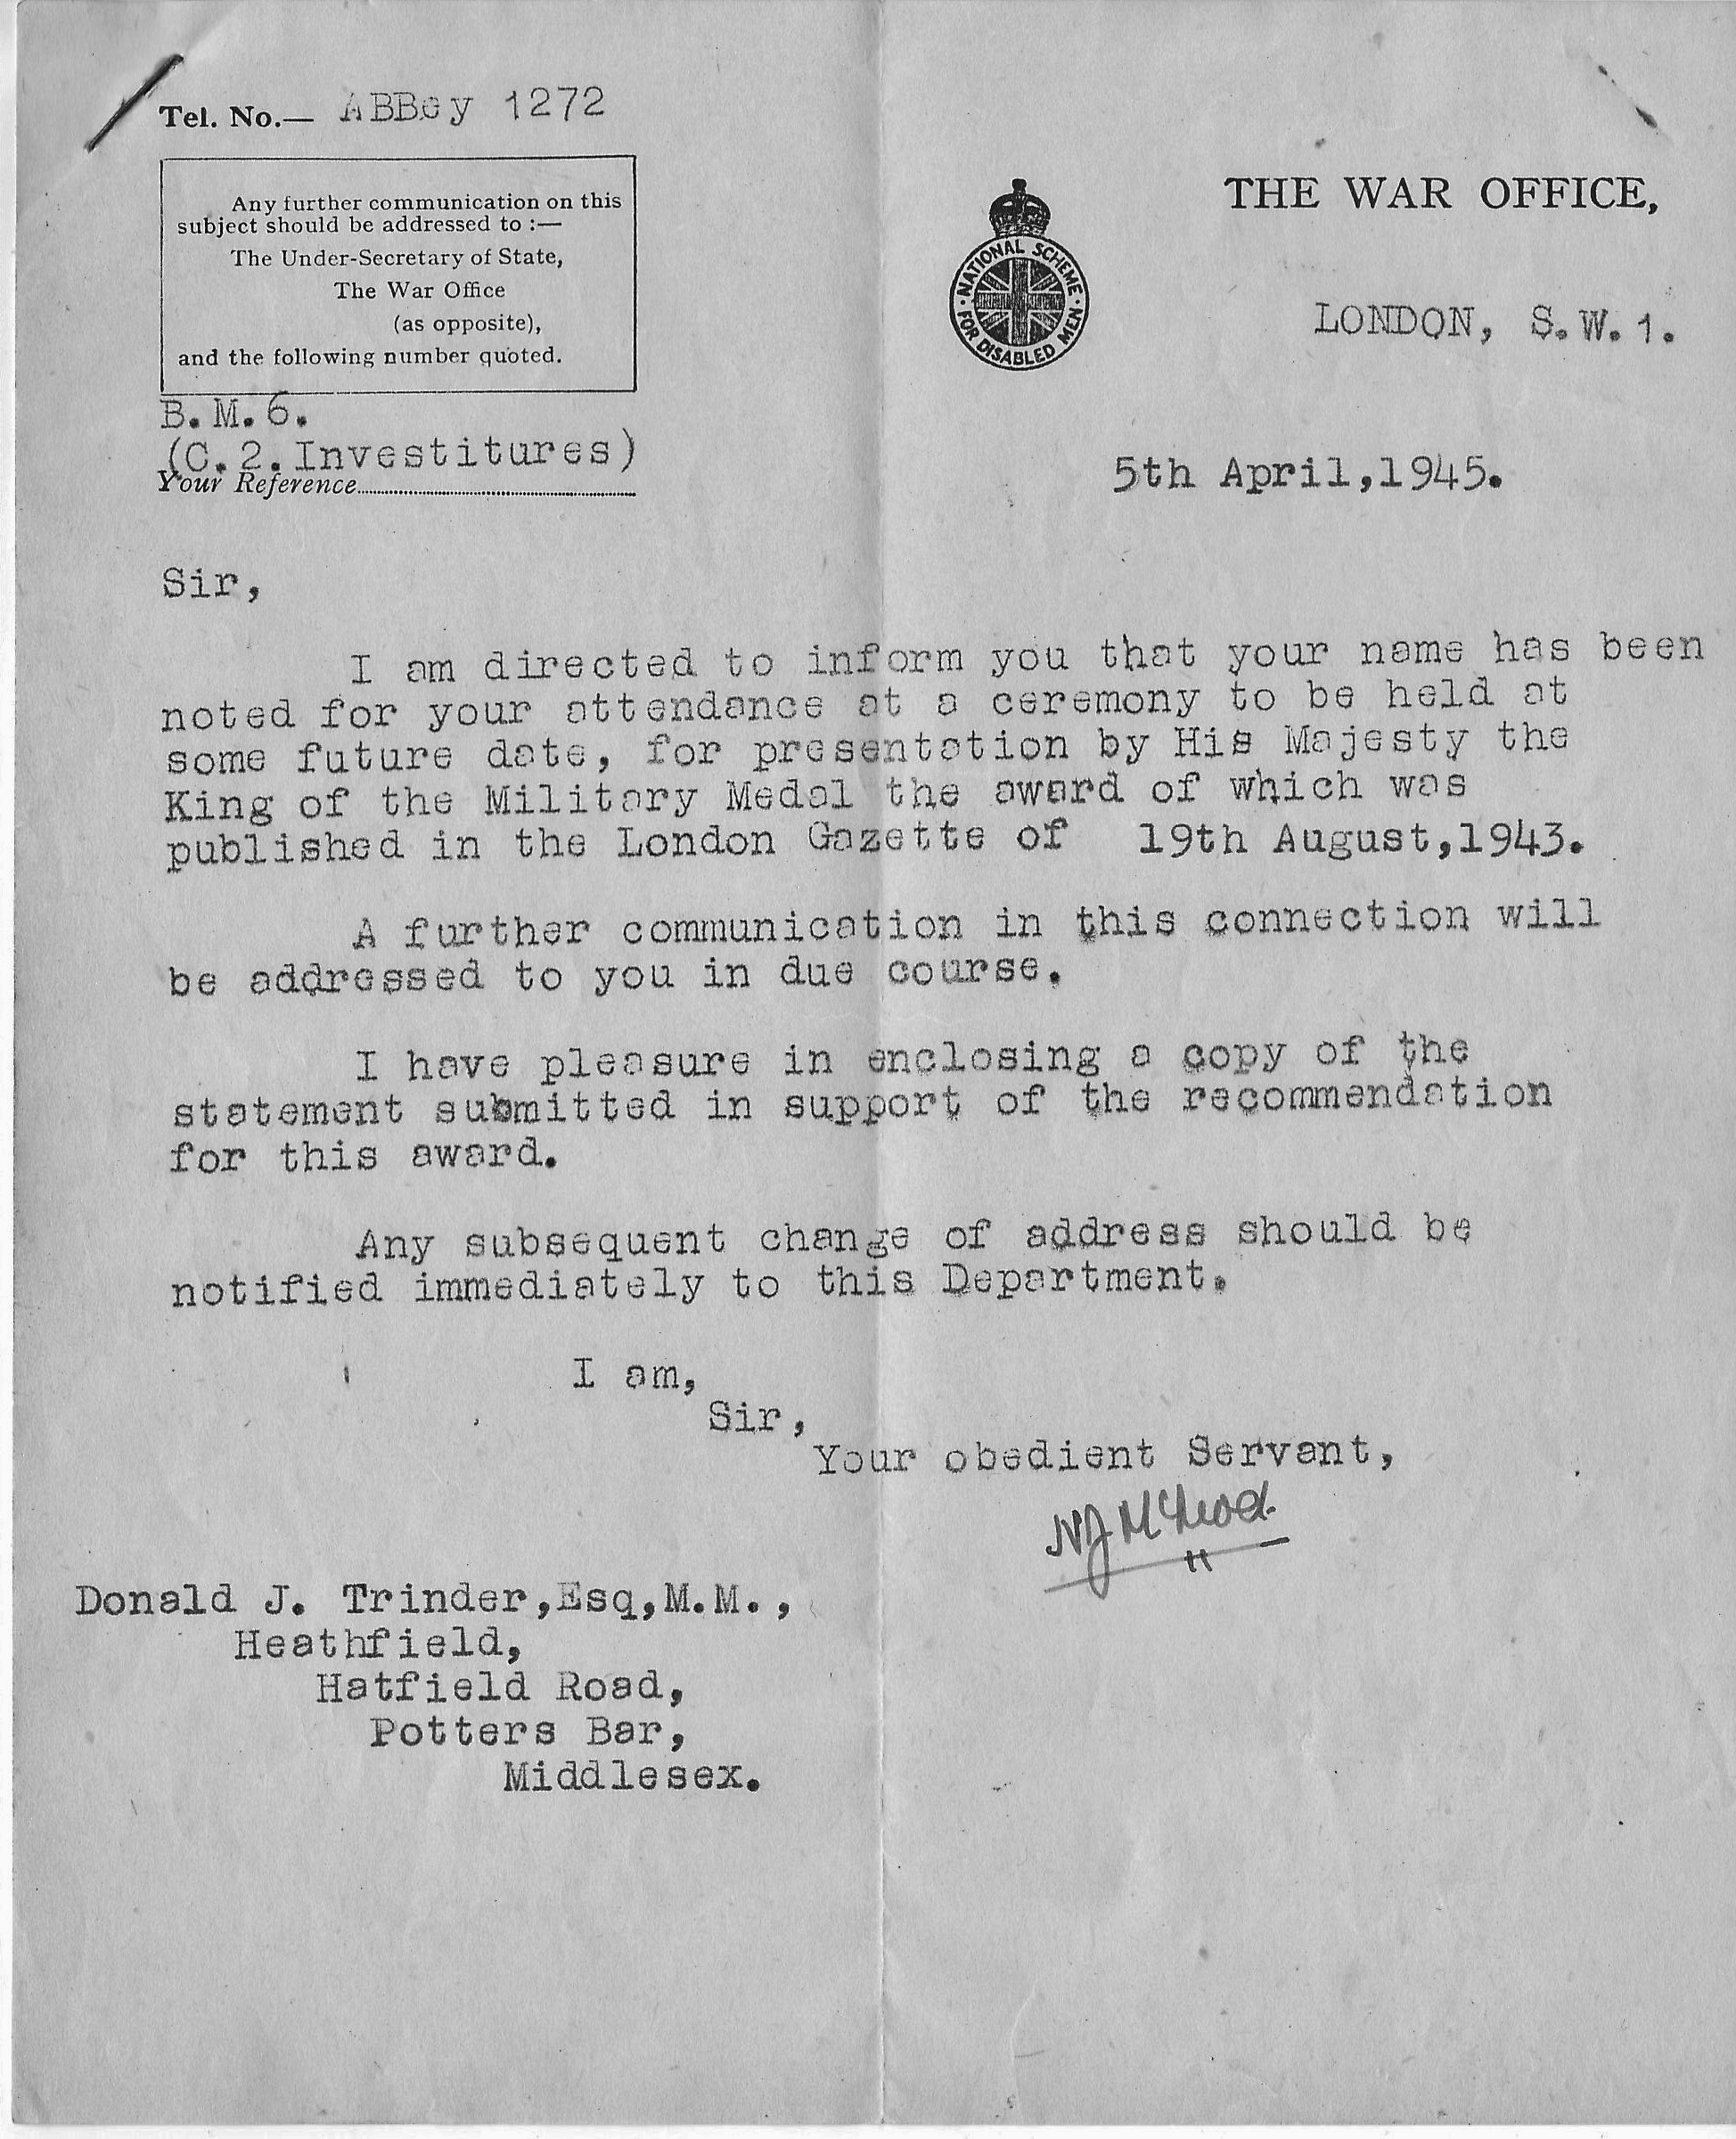 Tel. No.— ABBey 1272
Any further communication on this
subject should be addressed to :—
The Under-Secretary of State,
The War Office
(as opposite),
and the following number quoted.
B.M.6.
(C.2.Investitures)
Your Reference
NATIONAL SCHEME
FOR DISABLED MEN
THE WAR OFFICE,
LONDON, S.W.1.
5th April,1945.
Sir,
I am directed to inform you that your name has been
noted for your attendance at a ceremony to be held at
some future date, for presentation by His Majesty the
King of the Military Medal the award of which was
published in the London Gazette of 19th August,1943.
A further communication in this connection will
be addressed to you in due course.
I have pleasure in enclosing a copy of the
statement submitted in support of the recommendation
for this award.
Any subsequent change of address should be
notified immediately to this Department.
I am,
Sir,
Your obedient Servant,
Donald J. Trinder,Esq,M.M.,
Heathfield,
Hatfield Road,
Potters Bar,
Middlesex.